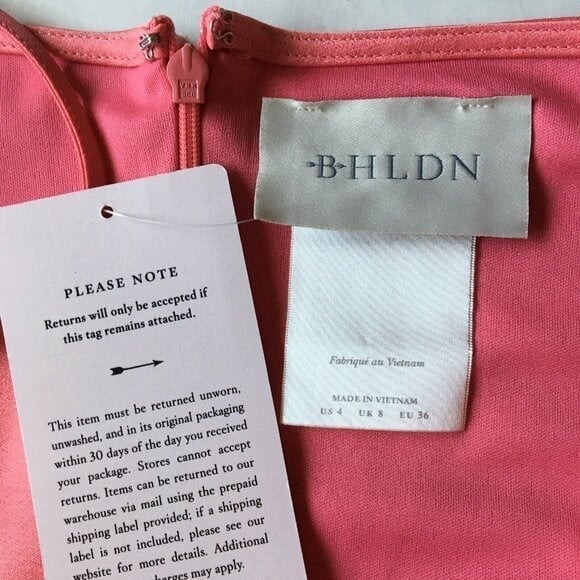 BHLDN
Fabriqué au Vietnam
MADE IN VIETNAM
US 4 UK 8 EU 36
PLEASE NOTE
Returns will only be accepted if
this tag remains attached.
This item must be returned unworn,
unwashed, and in its original packaging
within 30 days of the day you received
your package. Stores cannot accept
returns. Items can be returned to our
warehouse via mail using the prepaid
shipping label provided; if a shipping
label is not included, please see our
website for more details. Additional
may apply.